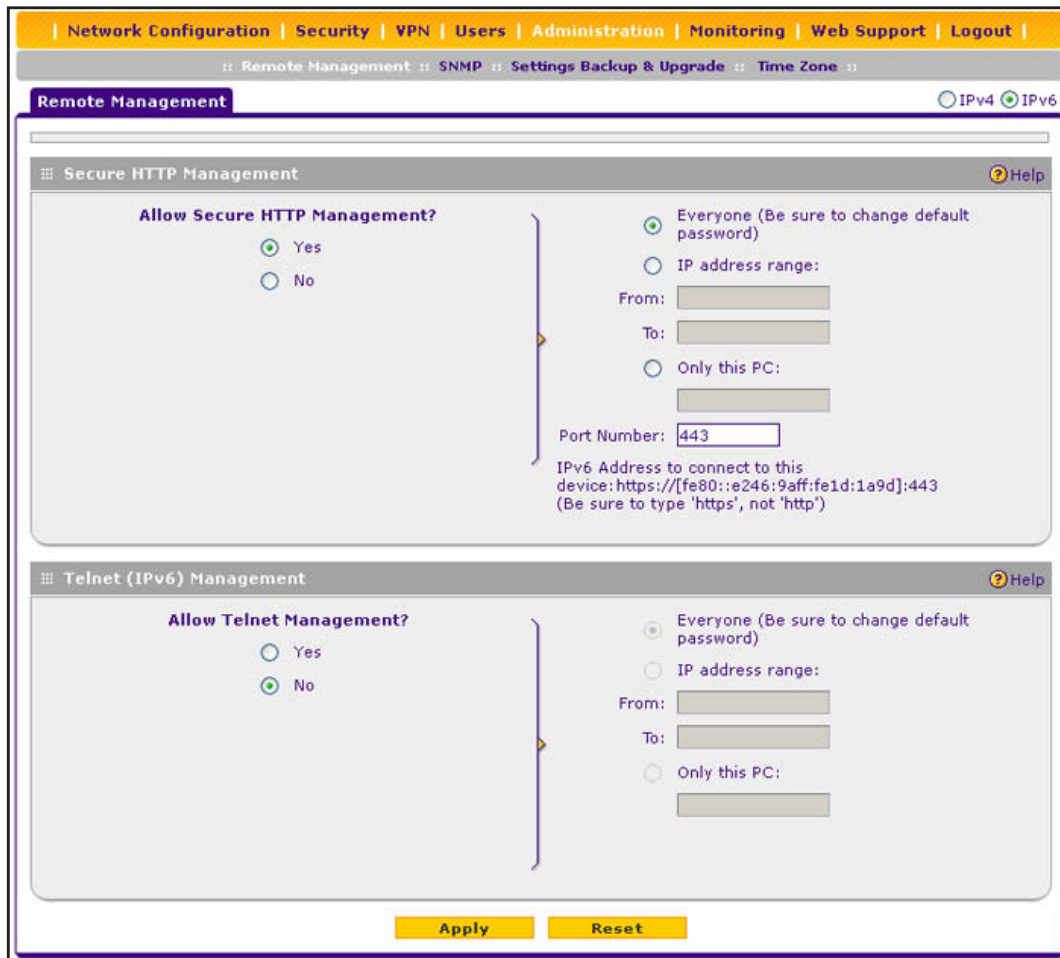 | Network Configuration | Security | VPN | Users | Administration | Monitoring | Web Support | Logout |
:: Remote Management :: SNMP :: Settings Backup & Upgrade :: Time Zone ::
Remote Management
IPv4 IPv6
Secure HTTP Management
Help
Allow Secure HTTP Management?
Yes
No
Everyone (Be sure to change default
password)
IP address range:
From:
To:
Only this PC:
Port Number: 443
IPv6 Address to connect to this
device:https://[fe80::e246:9aff:fe1d:1a9d]:443
(Be sure to type 'https', not 'http')
Telnet (IPv6) Management
Help
Allow Telnet Management?
Yes
No
Everyone (Be sure to change default
password)
IP address range:
From:
To:
Only this PC:
Apply
Reset